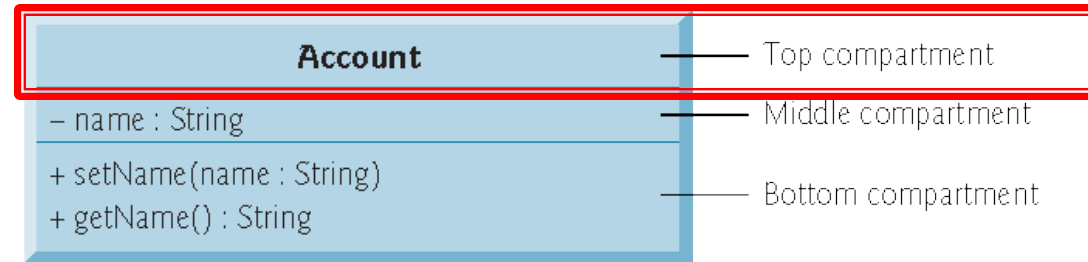 Account
Top compartment
– name : String
Middle compartment
+ setName(name : String)
+ getName() : String
Bottom compartment